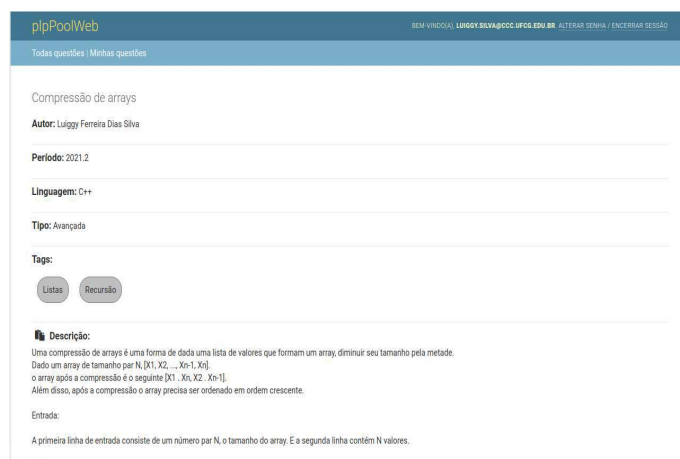 plpPoolWeb
BEM-VINDO(A), LUIGGY.SILVA@CCC.UFCG.EDU.BR. ALTERAR SENHA / ENCERRAR SESSÃO
Todas questões | Minhas questões
Compressão de arrays
Autor: Luiggy Ferreira Dias Silva
Período: 2021.2
Linguagem: C++
Tipo: Avançada
Tags:
Listas Recursão
Descrição:
Uma compressão de arrays é uma forma de dada uma lista de valores que formam um array, diminuir seu tamanho pela metade.
Dado um array de tamanho par N, [X1, X2, ..., Xn-1, Xn].
o array após a compressão é o seguinte [X1 . Xn, X2 . Xn-1].
Além disso, após a compressão o array precisa ser ordenado em ordem crescente.
Entrada:
A primeira linha de entrada consiste de um número par N, o tamanho do array. E a segunda linha contém N valores.